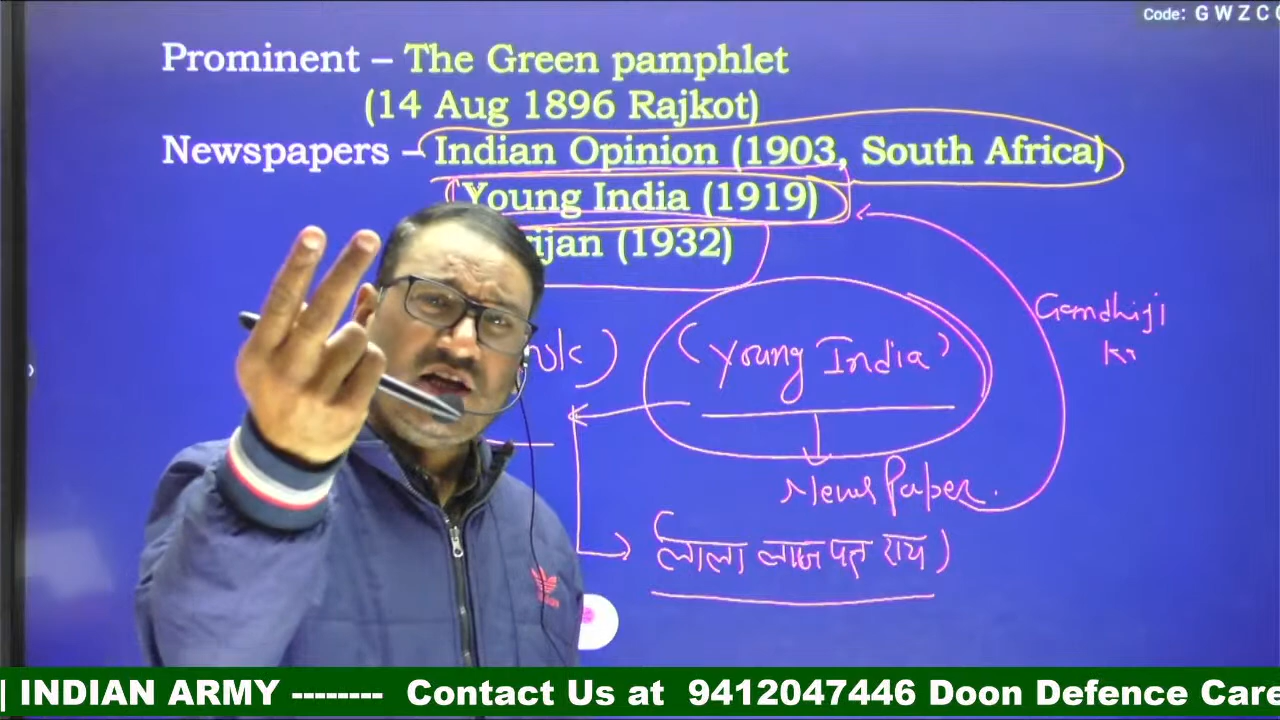 Code: G W Z C
Prominent – The Green pamphlet
(14 Aug 1896 Rajkot)
Newspapers – Indian Opinion (1903, South Africa)
Young India (1919)
ijan (1932)
Gandhiji
(Young India)
News Paper.
लाला लाजपत राय)
| INDIAN ARMY -------- Contact Us at 9412047446 Doon Defence Care